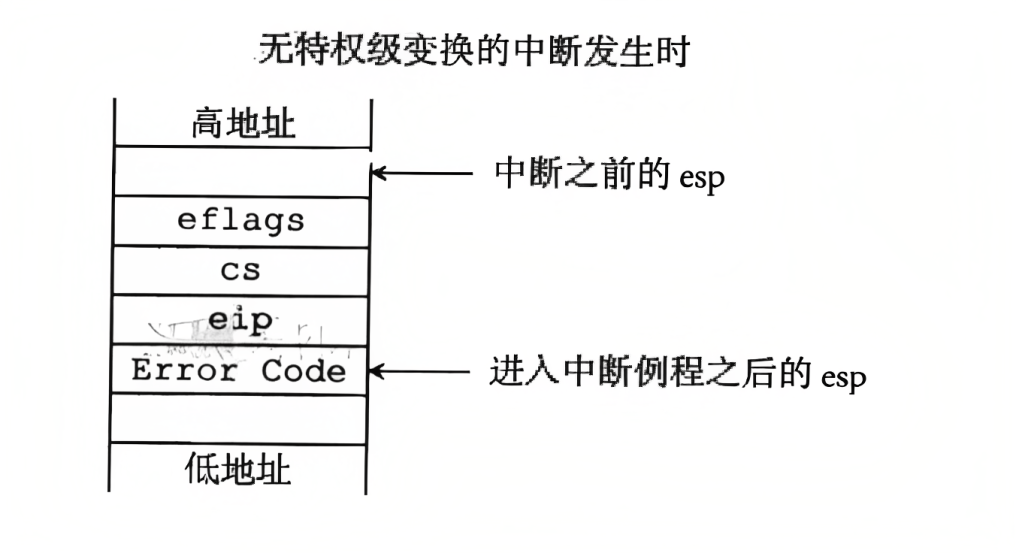 无特权级变换的中断发生时
高地址
中断之前的 esp
eflags
cs
eip
Error Code
进入中断例程之后的 esp
低地址